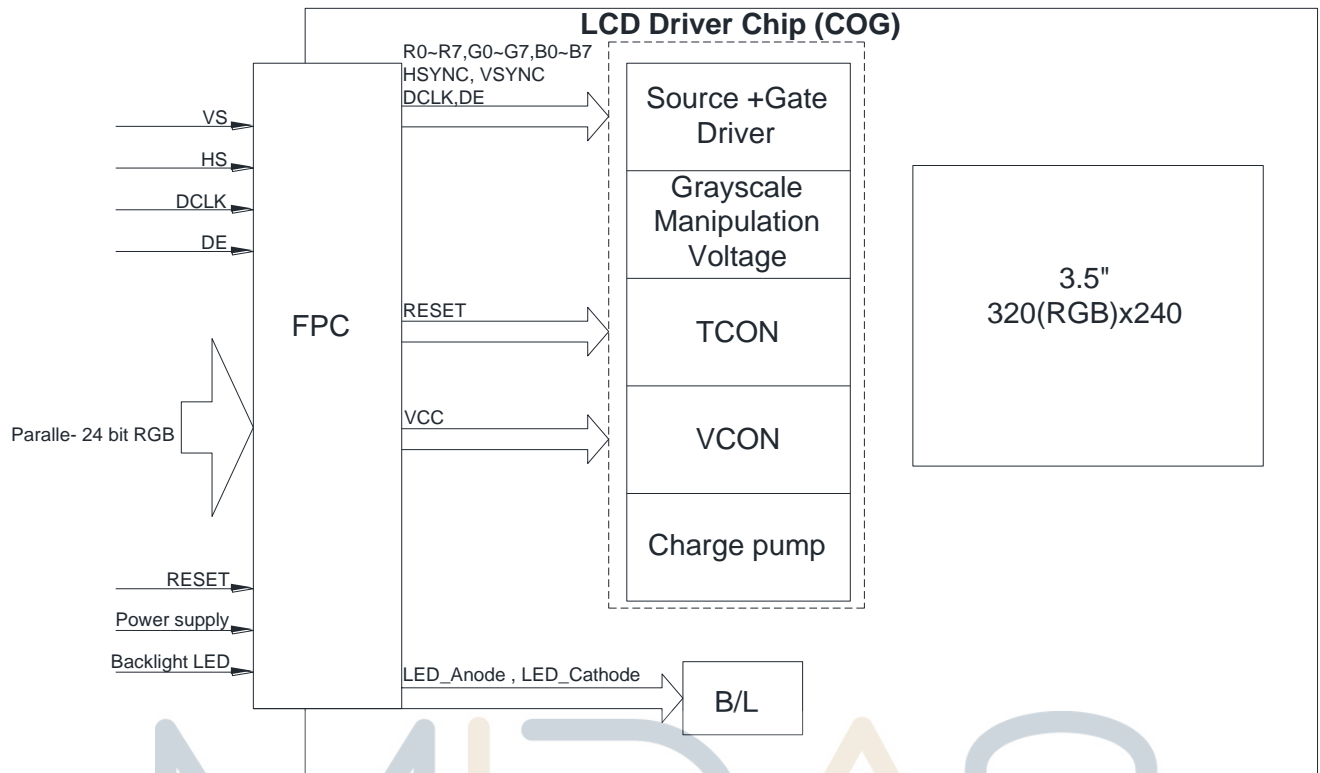 LCD Driver Chip (COG)
R0~R7,G0~G7,B0~B7
HSYNC, VSYNC
DCLK,DE
VS
HS
DCLK
DE
Paralle- 24 bit RGB
RESET
Power supply
Backlight LED
FPC
RESET
VCC
LED_Anode , LED_Cathode
Source +Gate
Driver
Grayscale
Manipulation
Voltage
TCON
VCON
Charge pump
B/L
3.5"
320(RGB)x240
MIDAS